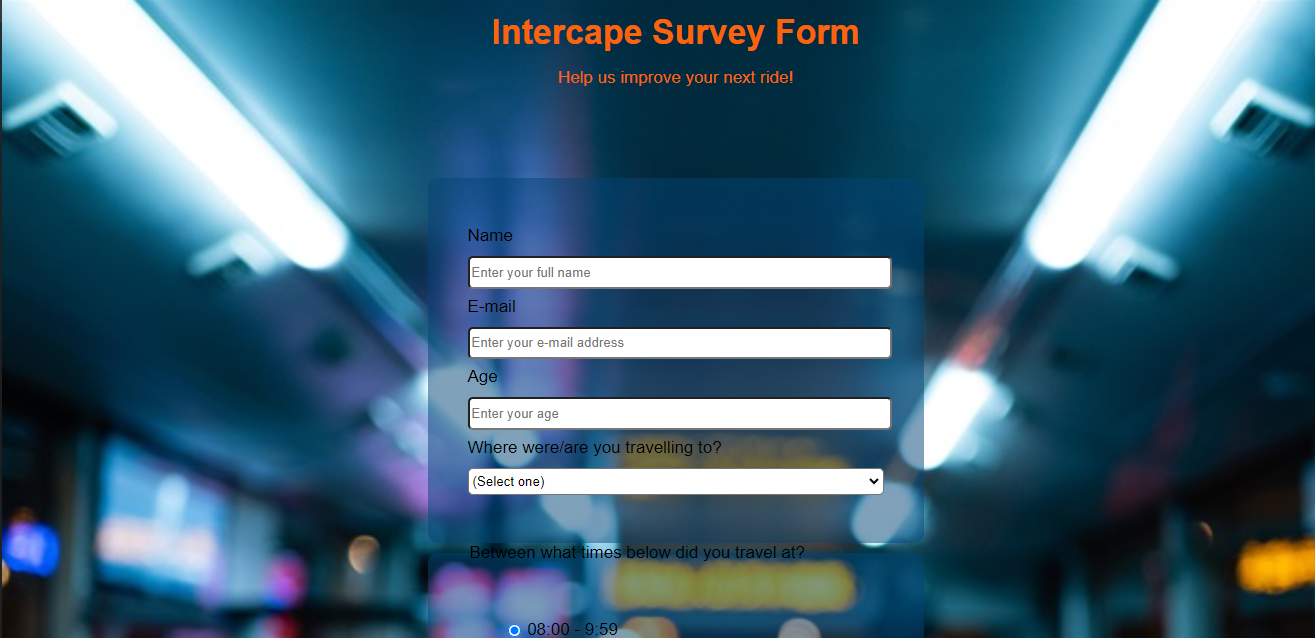 Intercape Survey Form
Help us improve your next ride!
Name
Enter your full name
E-mail
Enter your e-mail address
Age
Enter your age
Where were/are you travelling to?
(Select one)
Between what times below did you travel at?
08:00 - 9:59